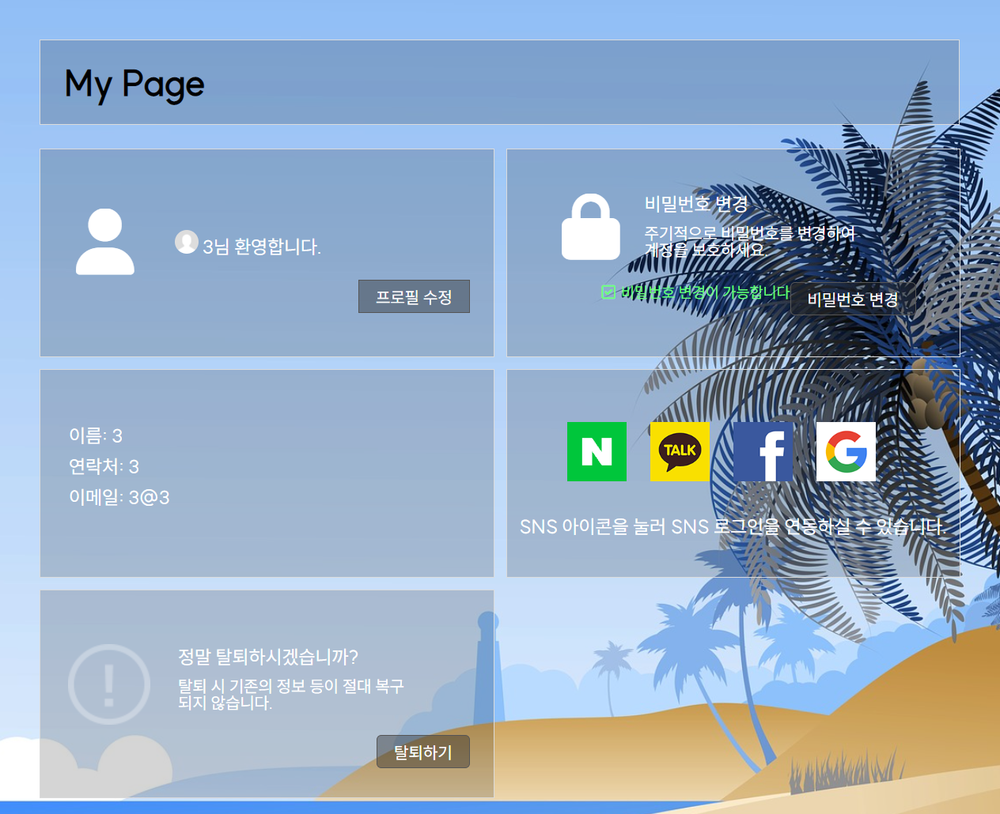 My Page
3님 환영합니다.
프로필 수정
비밀번호 변경
주기적으로 비밀번호를 변경하여
계정을 보호하세요.
비밀번호 변경이 가능합니다
비밀번호 변경
이름: 3
연락처: 3
이메일: 3@3
N
TALK
f
G
SNS 아이콘을 눌러 SNS 로그인을 연동하실 수 있습니다.
정말 탈퇴하시겠습니까?
탈퇴 시 기존의 정보 등이 절대 복구
되지 않습니다.
탈퇴하기